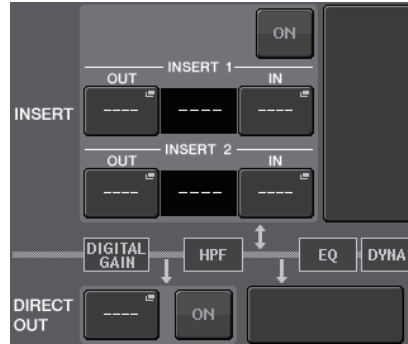 ON
INSERT 1
OUT IN
INSERT ---- ---- ----
INSERT 2
OUT IN
---- ---- ----
DIGITAL GAIN HPF EQ DYNA
DIRECT OUT ---- ON